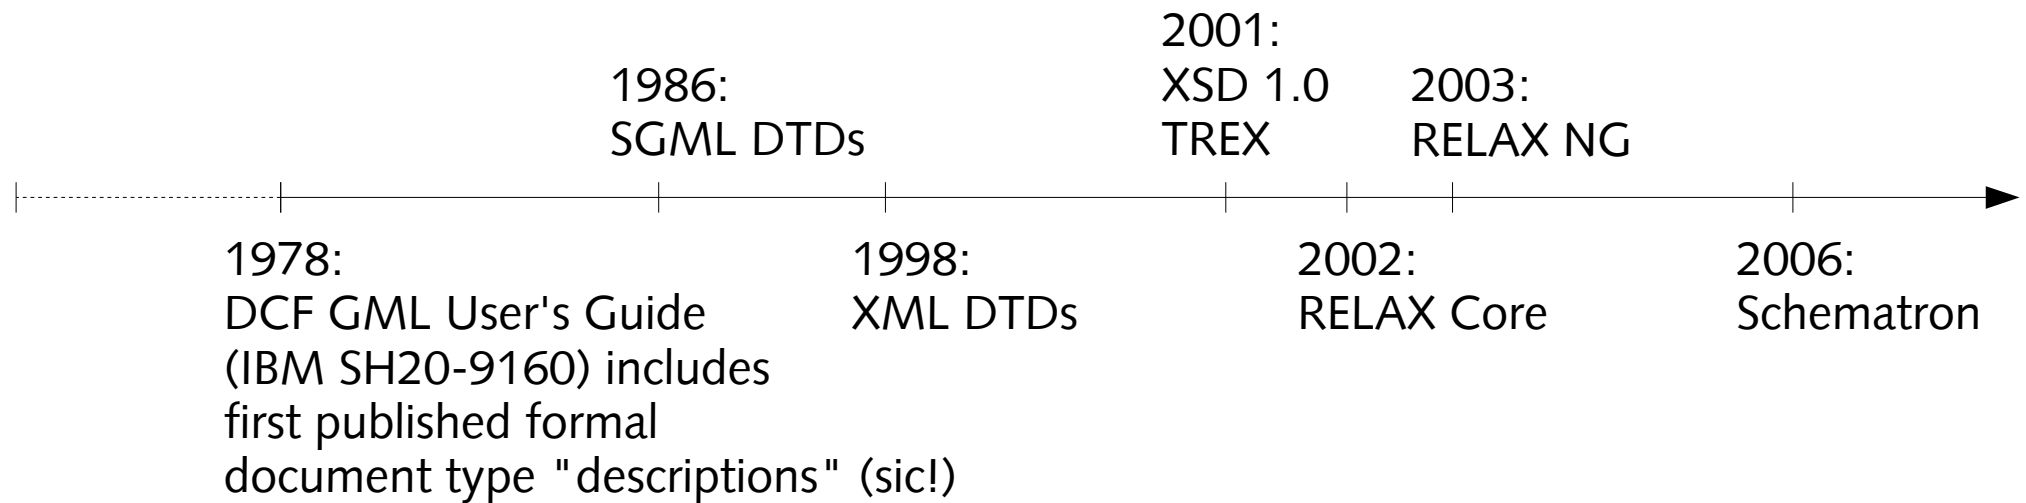 2001:
XSD 1.0
TREX
1986:
SGML DTDs
2003:
RELAX NG
1978:
DCF GML User's Guide
(IBM SH20-9160) includes
first published formal
document type "descriptions" (sic!)
1998:
XML DTDs
2002:
RELAX Core
2006:
Schematron